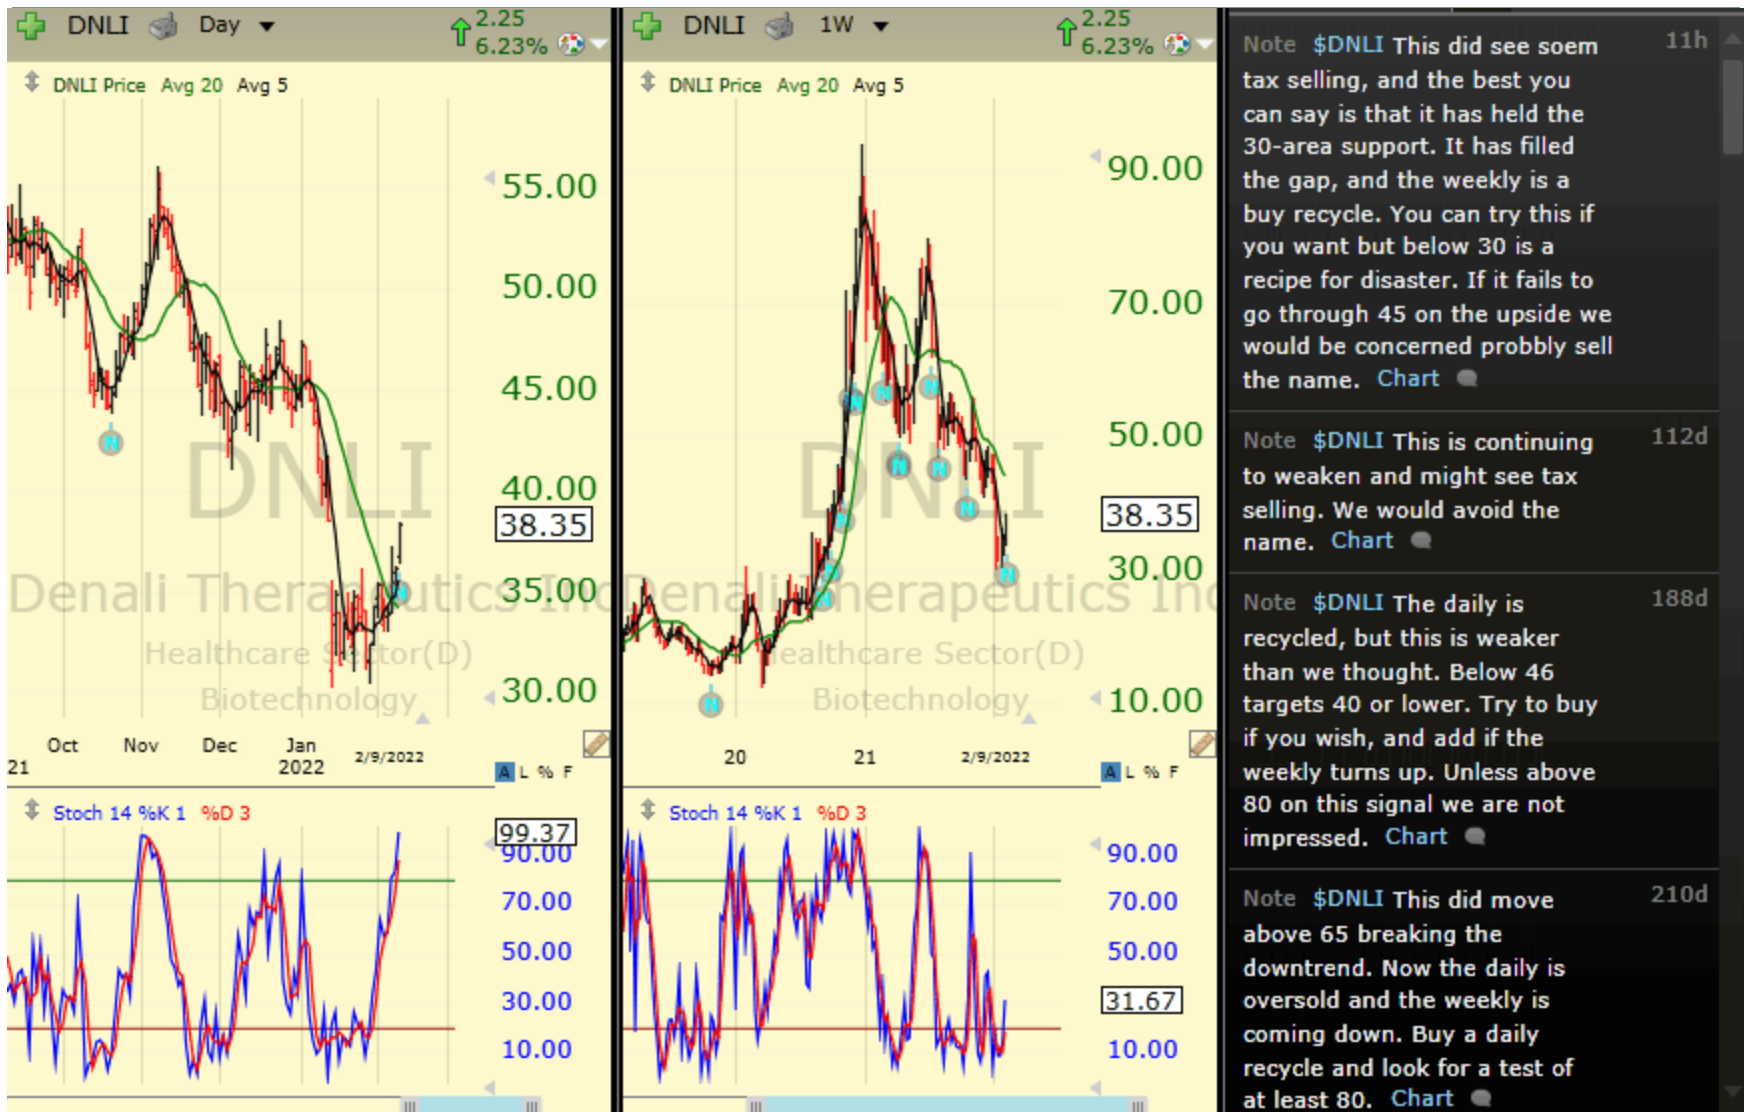 DNLI Day 2.25
6.23%
DNLI Price Avg 20 Avg 5
55.00
50.00
45.00
40.00
38.35
35.00
30.00
N
N
DNLI
Denali Therapeutics Inc
Healthcare Sector(D)
Biotechnology
Oct Nov Dec Jan
21 2022 2/9/2022
A L % F
Stoch 14 %K 1 %D 3
99.37
90.00
70.00
50.00
30.00
10.00
DNLI 1W 2.25
6.23%
DNLI Price Avg 20 Avg 5
90.00
70.00
50.00
38.35
30.00
10.00
N
N
N
N
N
N
N
N
N
N
N
DNLI
Denali Therapeutics Inc
Healthcare Sector(D)
Biotechnology
20 21 2/9/2022
A L % F
Stoch 14 %K 1 %D 3
90.00
70.00
50.00
31.67
10.00
Note $DNLI This did see soem 11h
tax selling, and the best you
can say is that it has held the
30-area support. It has filled
the gap, and the weekly is a
buy recycle. You can try this if
you want but below 30 is a
recipe for disaster. If it fails to
go through 45 on the upside we
would be concerned probbly sell
the name. Chart
Note $DNLI This is continuing 112d
to weaken and might see tax
selling. We would avoid the
name. Chart
Note $DNLI The daily is 188d
recycled, but this is weaker
than we thought. Below 46
targets 40 or lower. Try to buy
if you wish, and add if the
weekly turns up. Unless above
80 on this signal we are not
impressed. Chart
Note $DNLI This did move 210d
above 65 breaking the
downtrend. Now the daily is
oversold and the weekly is
coming down. Buy a daily
recycle and look for a test of
at least 80. Chart